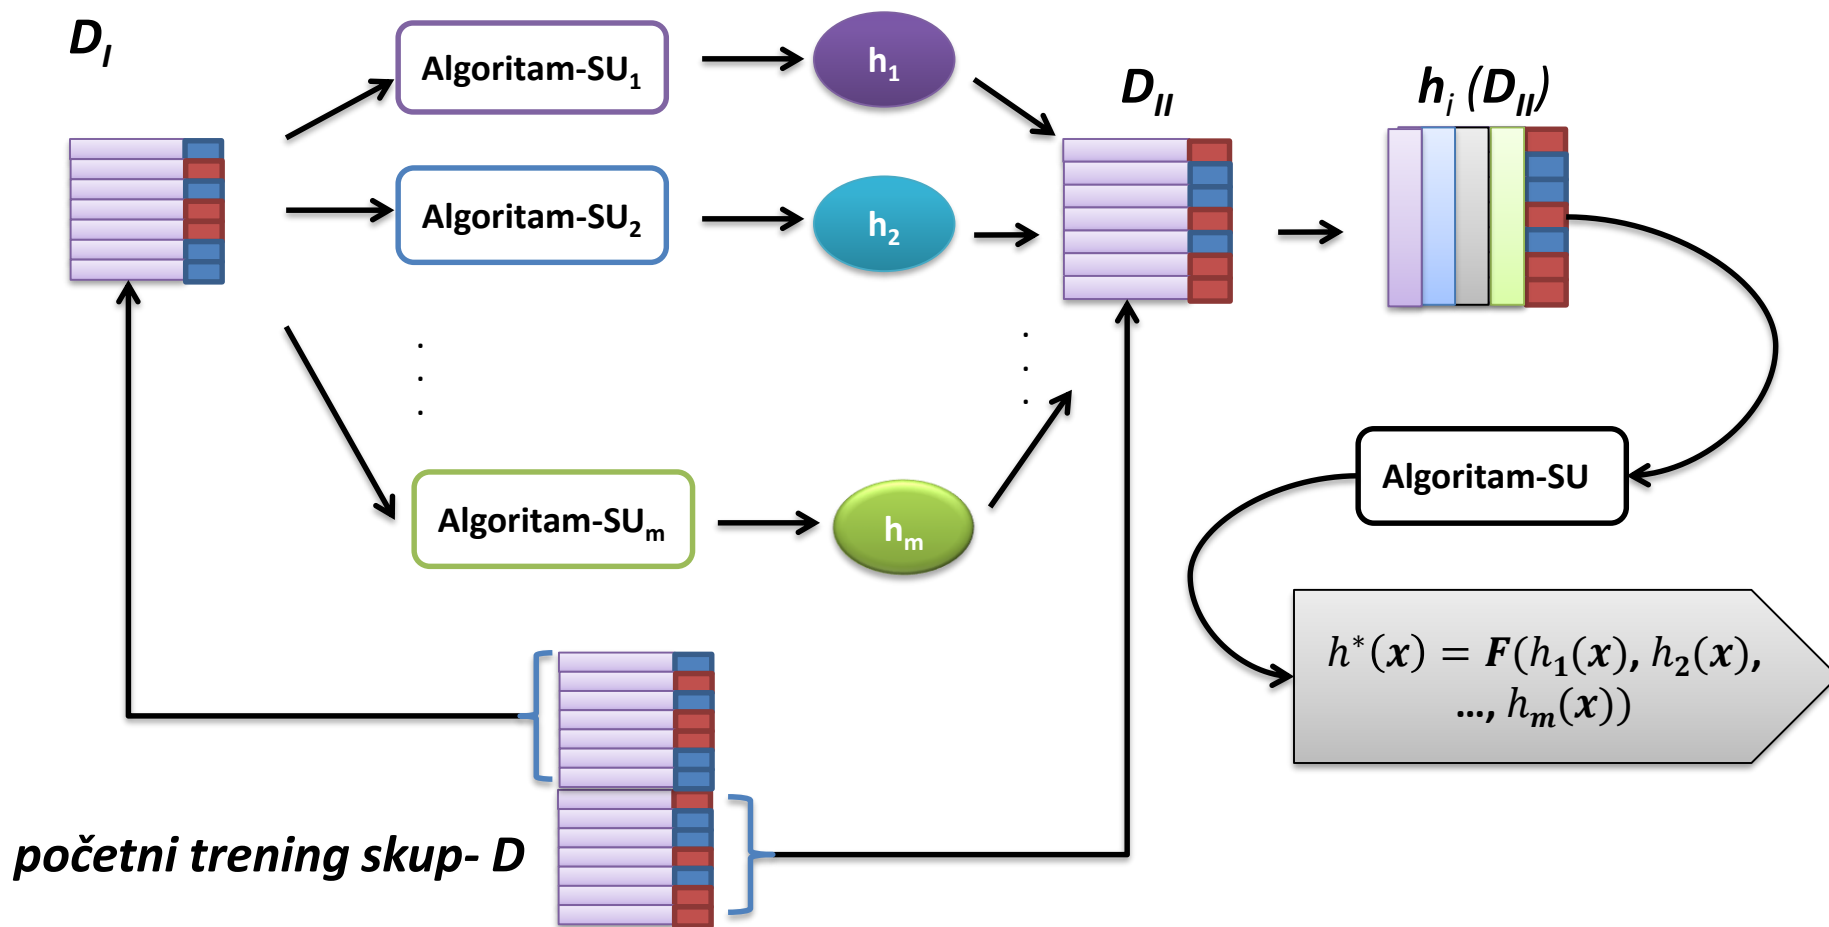 D_I
Algoritam-SU_1
h_1
D_II
h_i (D_II)
Algoritam-SU_2
h_2
.
.
.
.
.
.
Algoritam-SU_m
h_m
Algoritam-SU
h*(x) = F(h_1(x), h_2(x),
…, h_m(x))
početni trening skup- D